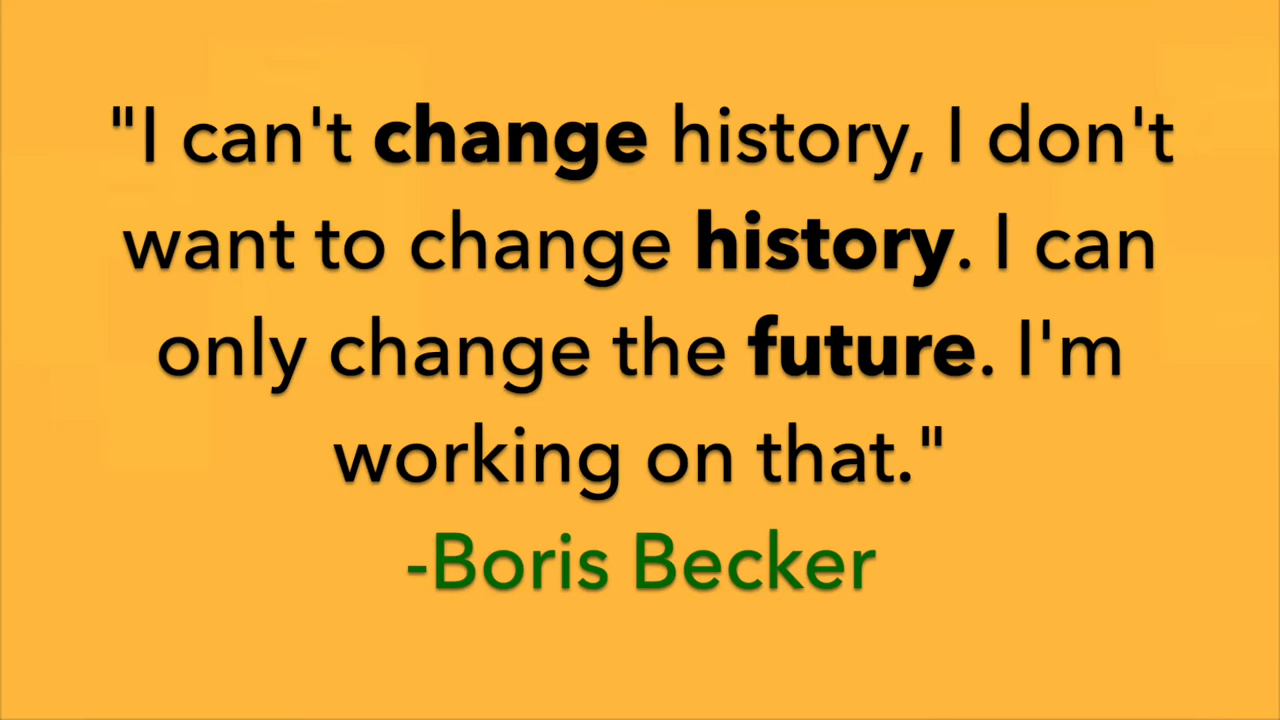 "I can't change history, I don't
want to change history. I can
only change the future. I'm
working on that."
-Boris Becker